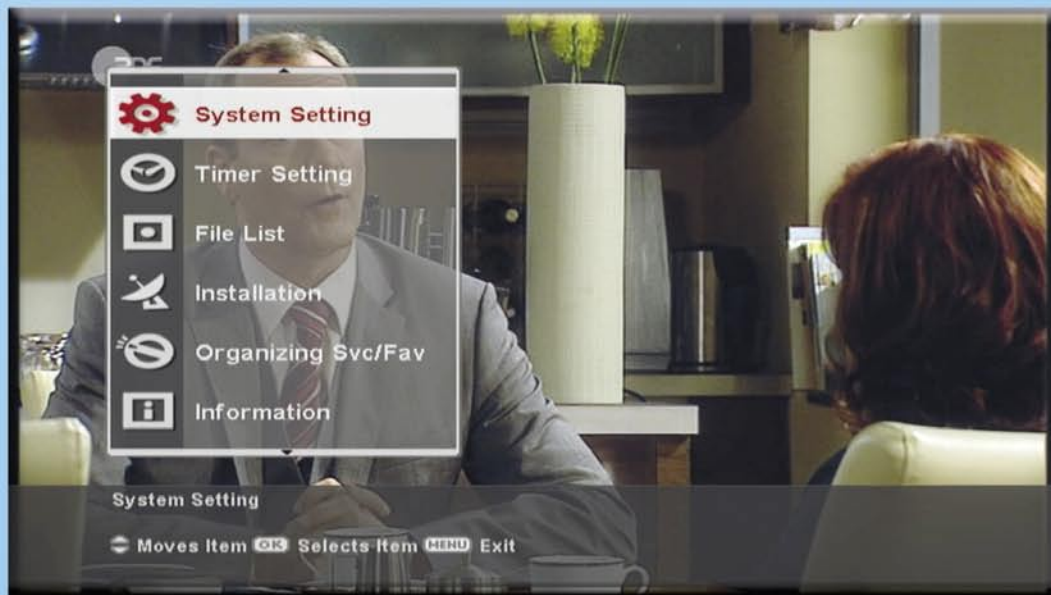 System Setting
Timer Setting
File List
Installation
Organizing Svc/Fav
Information
System Setting
Moves Item OK Selects Item MENU Exit